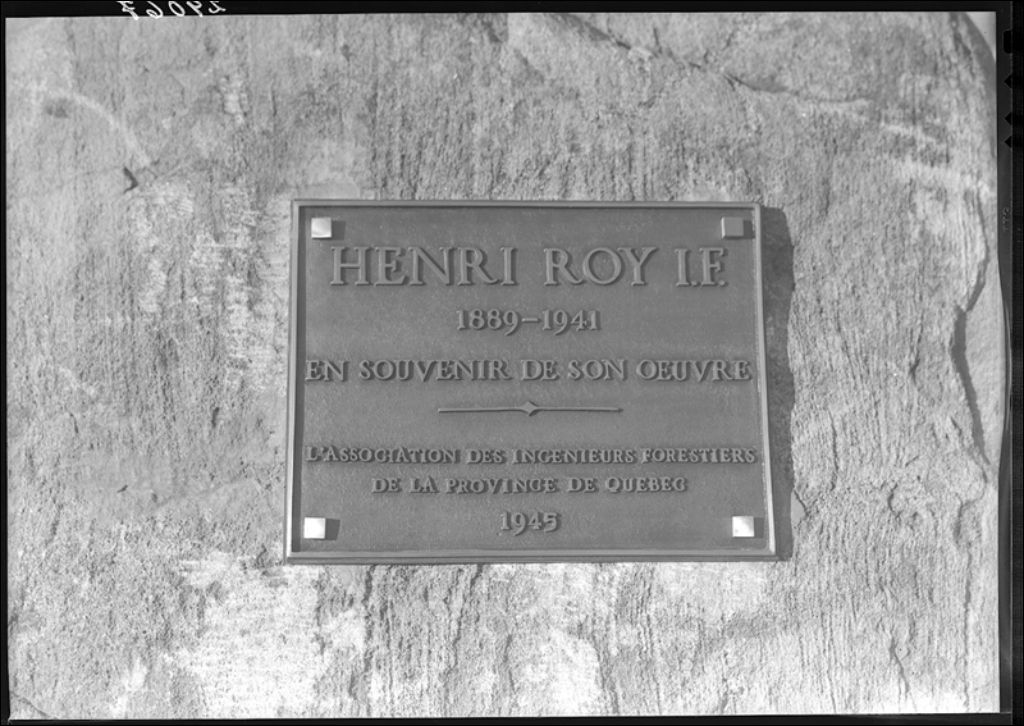 HENRI ROY I.F.
1889-1941
EN SOUVENIR DE SON OEUVRE
L'ASSOCIATION DES INGENIEURS FORESTIERS
DE LA PROVINCE DE QUEBEC
1945